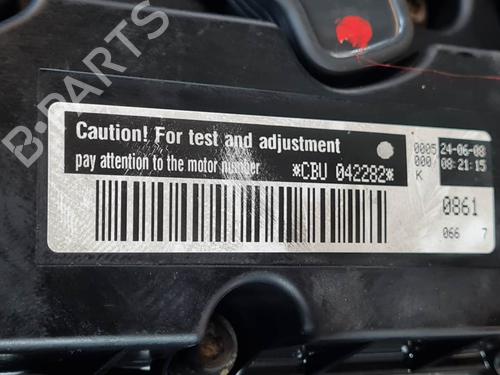 B-PARTS
Caution! For test and adjustment
pay attention to the motor number
*CBU 042282*
0005 24-06-08
000/ 08:21:15
K
0861
066 7